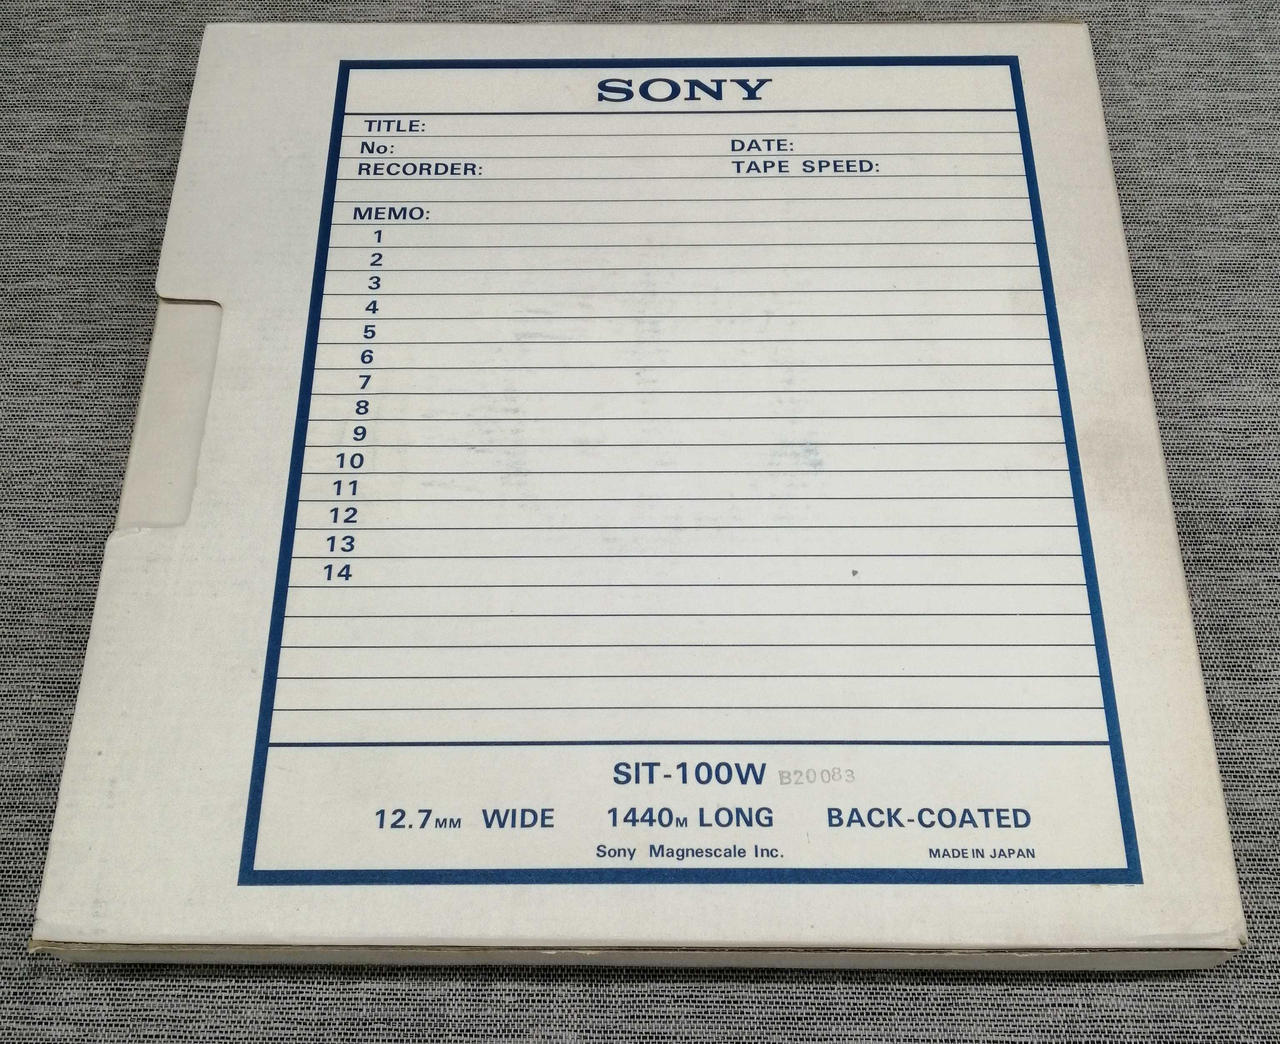 SONY
TITLE:
No: DATE:
RECORDER: TAPE SPEED:
MEMO:
1
2
3
4
5
6
7
8
9
10
11
12
13
14
SIT-100W B20083
12.7MM WIDE 1440M LONG BACK-COATED
Sony Magnescale Inc. MADE IN JAPAN